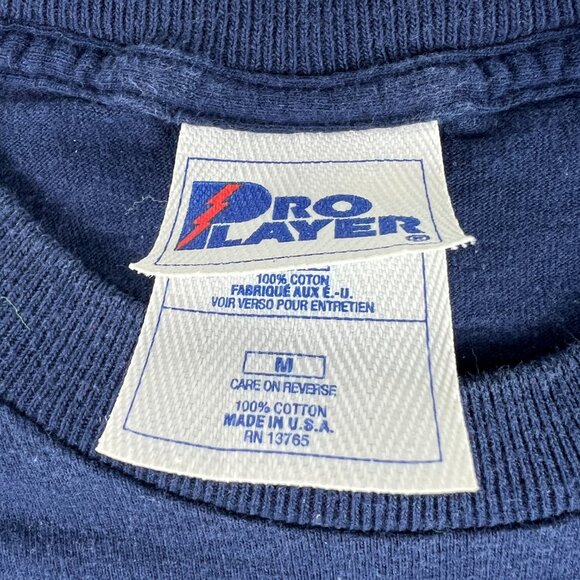 PRO
PLAYER®
100% COTON
FABRIQUÉ AUX É.-U.
VOIR VERSO POUR ENTRETIEN
M
CARE ON REVERSE
100% COTTON
MADE IN U.S.A.
RN 13765